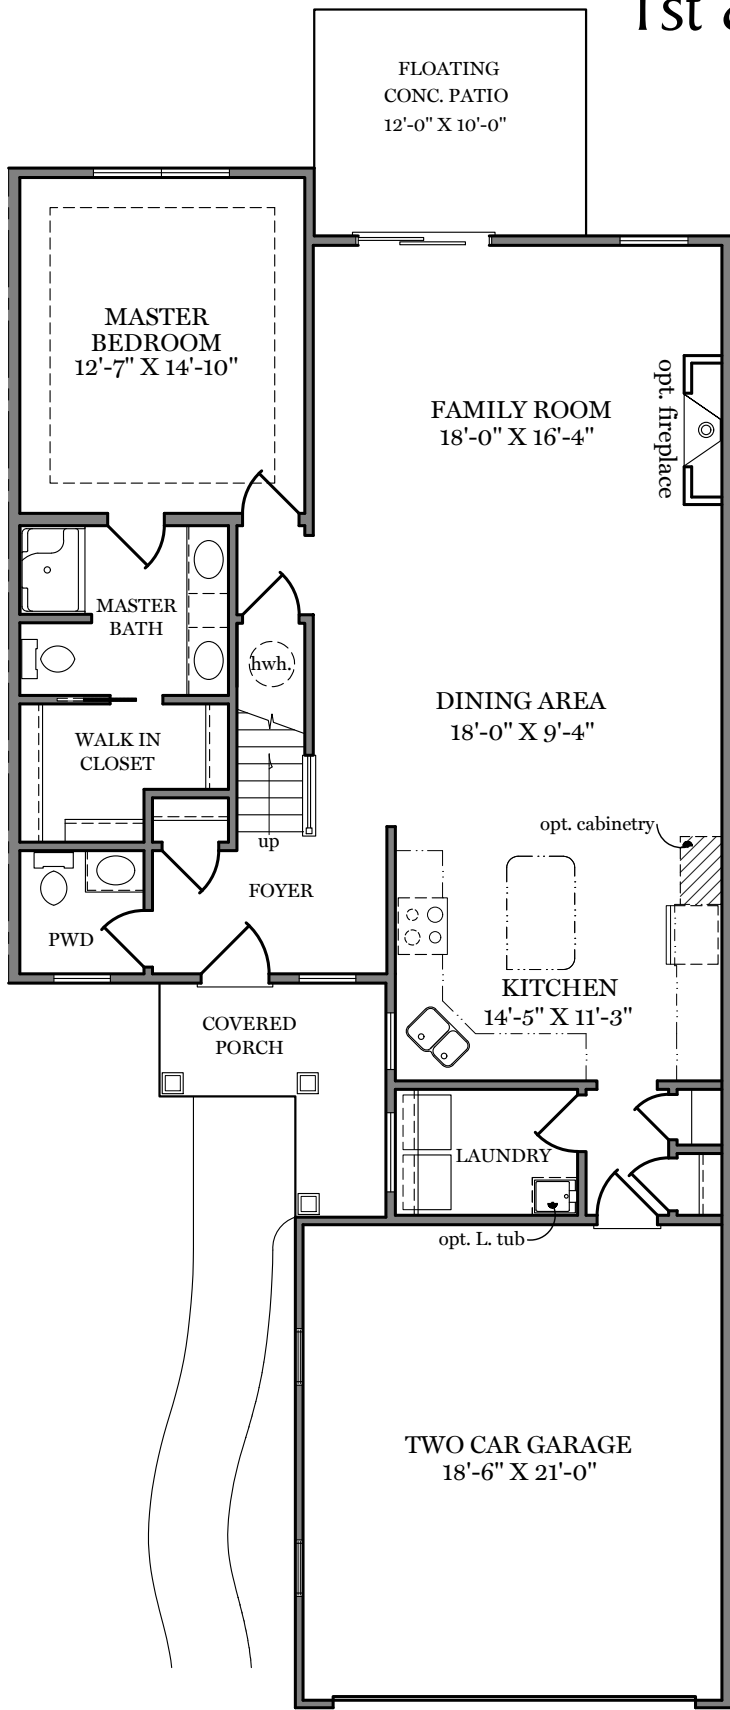 1st
FLOATING
CONC. PATIO
12'-0" X 10'-0"
MASTER
BEDROOM
12'-7" X 14'-10"
FAMILY ROOM
18'-0" X 16'-4"
opt. fireplace
MASTER
BATH
hwh.
DINING AREA
18'-0" X 9'-4"
WALK IN
CLOSET
up
opt. cabinetry
FOYER
PWD
KITCHEN
14'-5" X 11'-3"
COVERED
PORCH
LAUNDRY
opt. L. tub
TWO CAR GARAGE
18'-6" X 21'-0"